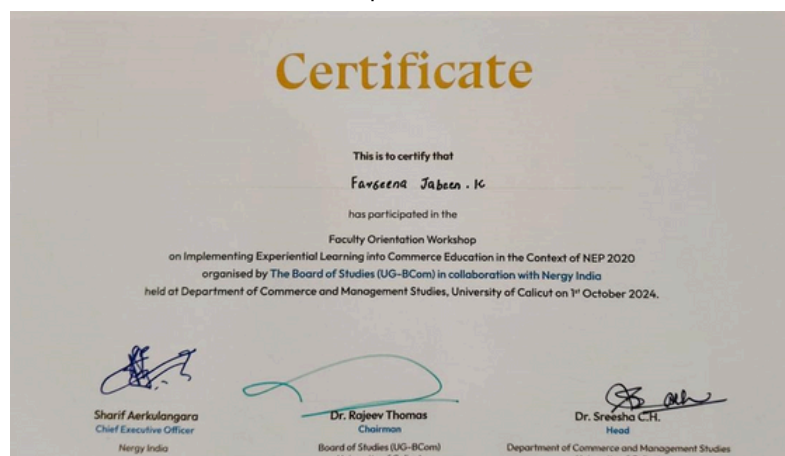 Certificate
This is to certify that
Farseena Jabeen . K
has participated in the
Faculty Orientation Workshop
on Implementing Experiential Learning into Commerce Education in the Context of NEP 2020
organised by The Board of Studies (UG-BCom) in collaboration with Nergy India
held at Department of Commerce and Management Studies, University of Calicut on 1st October 2024.
Sharif Aerkulangara
Chief Executive Officer
Nergy India
Dr. Rajeev Thomas
Chairman
Board of Studies (UG-BCom)
Dr. Sreesha C.H.
Head
Department of Commerce and Management Studies